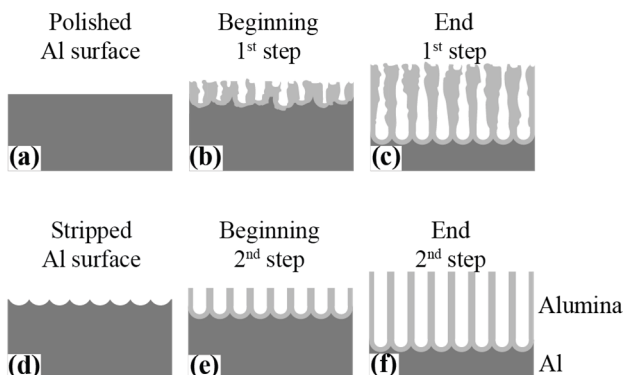 Polished
Al surface
Beginning
1st step
End
1st step
(a)
(b)
(c)
Stripped
Al surface
Beginning
2nd step
End
2nd step
Alumina
(d)
(e)
(f)
Al